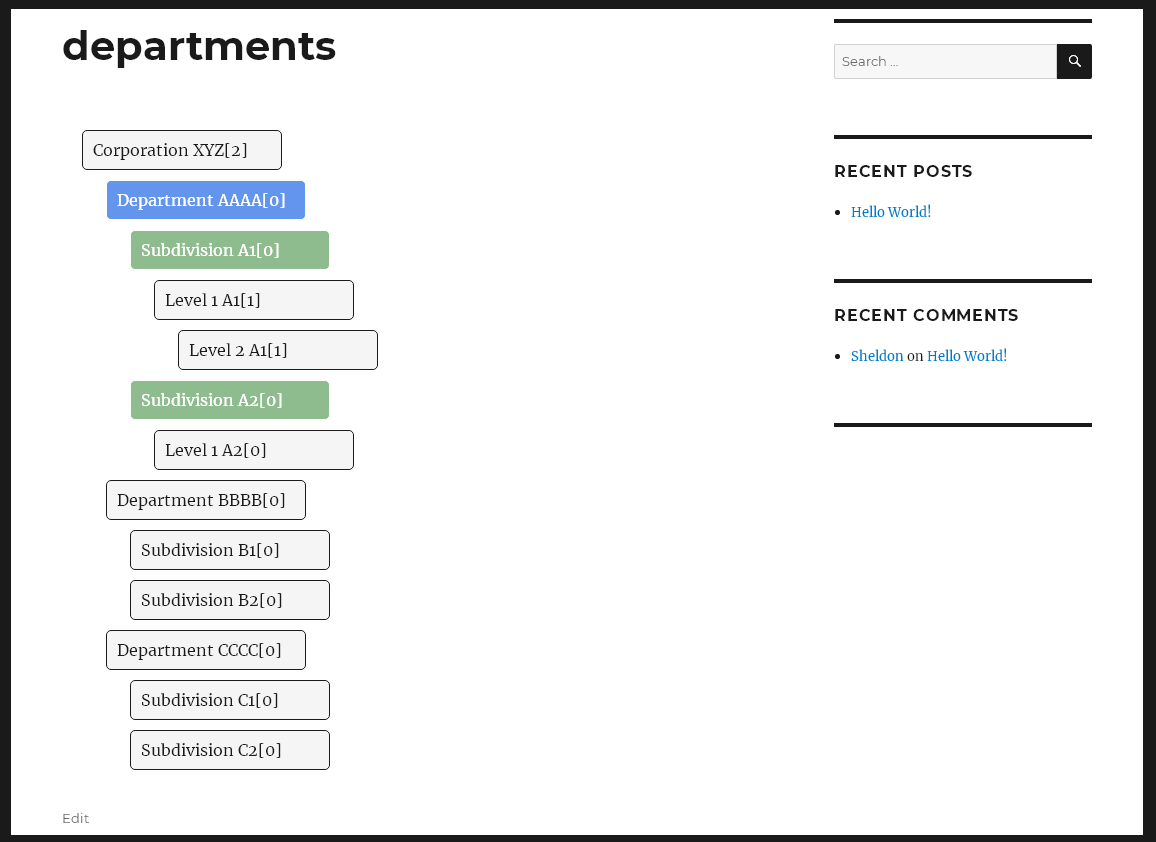 departments
Corporation XYZ[2]
Department AAAA[0]
Subdivision A1[0]
Level 1 A1[1]
Level 2 A1[1]
Subdivision A2[0]
Level 1 A2[0]
Department BBBB[0]
Subdivision B1[0]
Subdivision B2[0]
Department CCCC[0]
Subdivision C1[0]
Subdivision C2[0]
Edit
Search ...
RECENT POSTS
Hello World!
RECENT COMMENTS
Sheldon on Hello World!